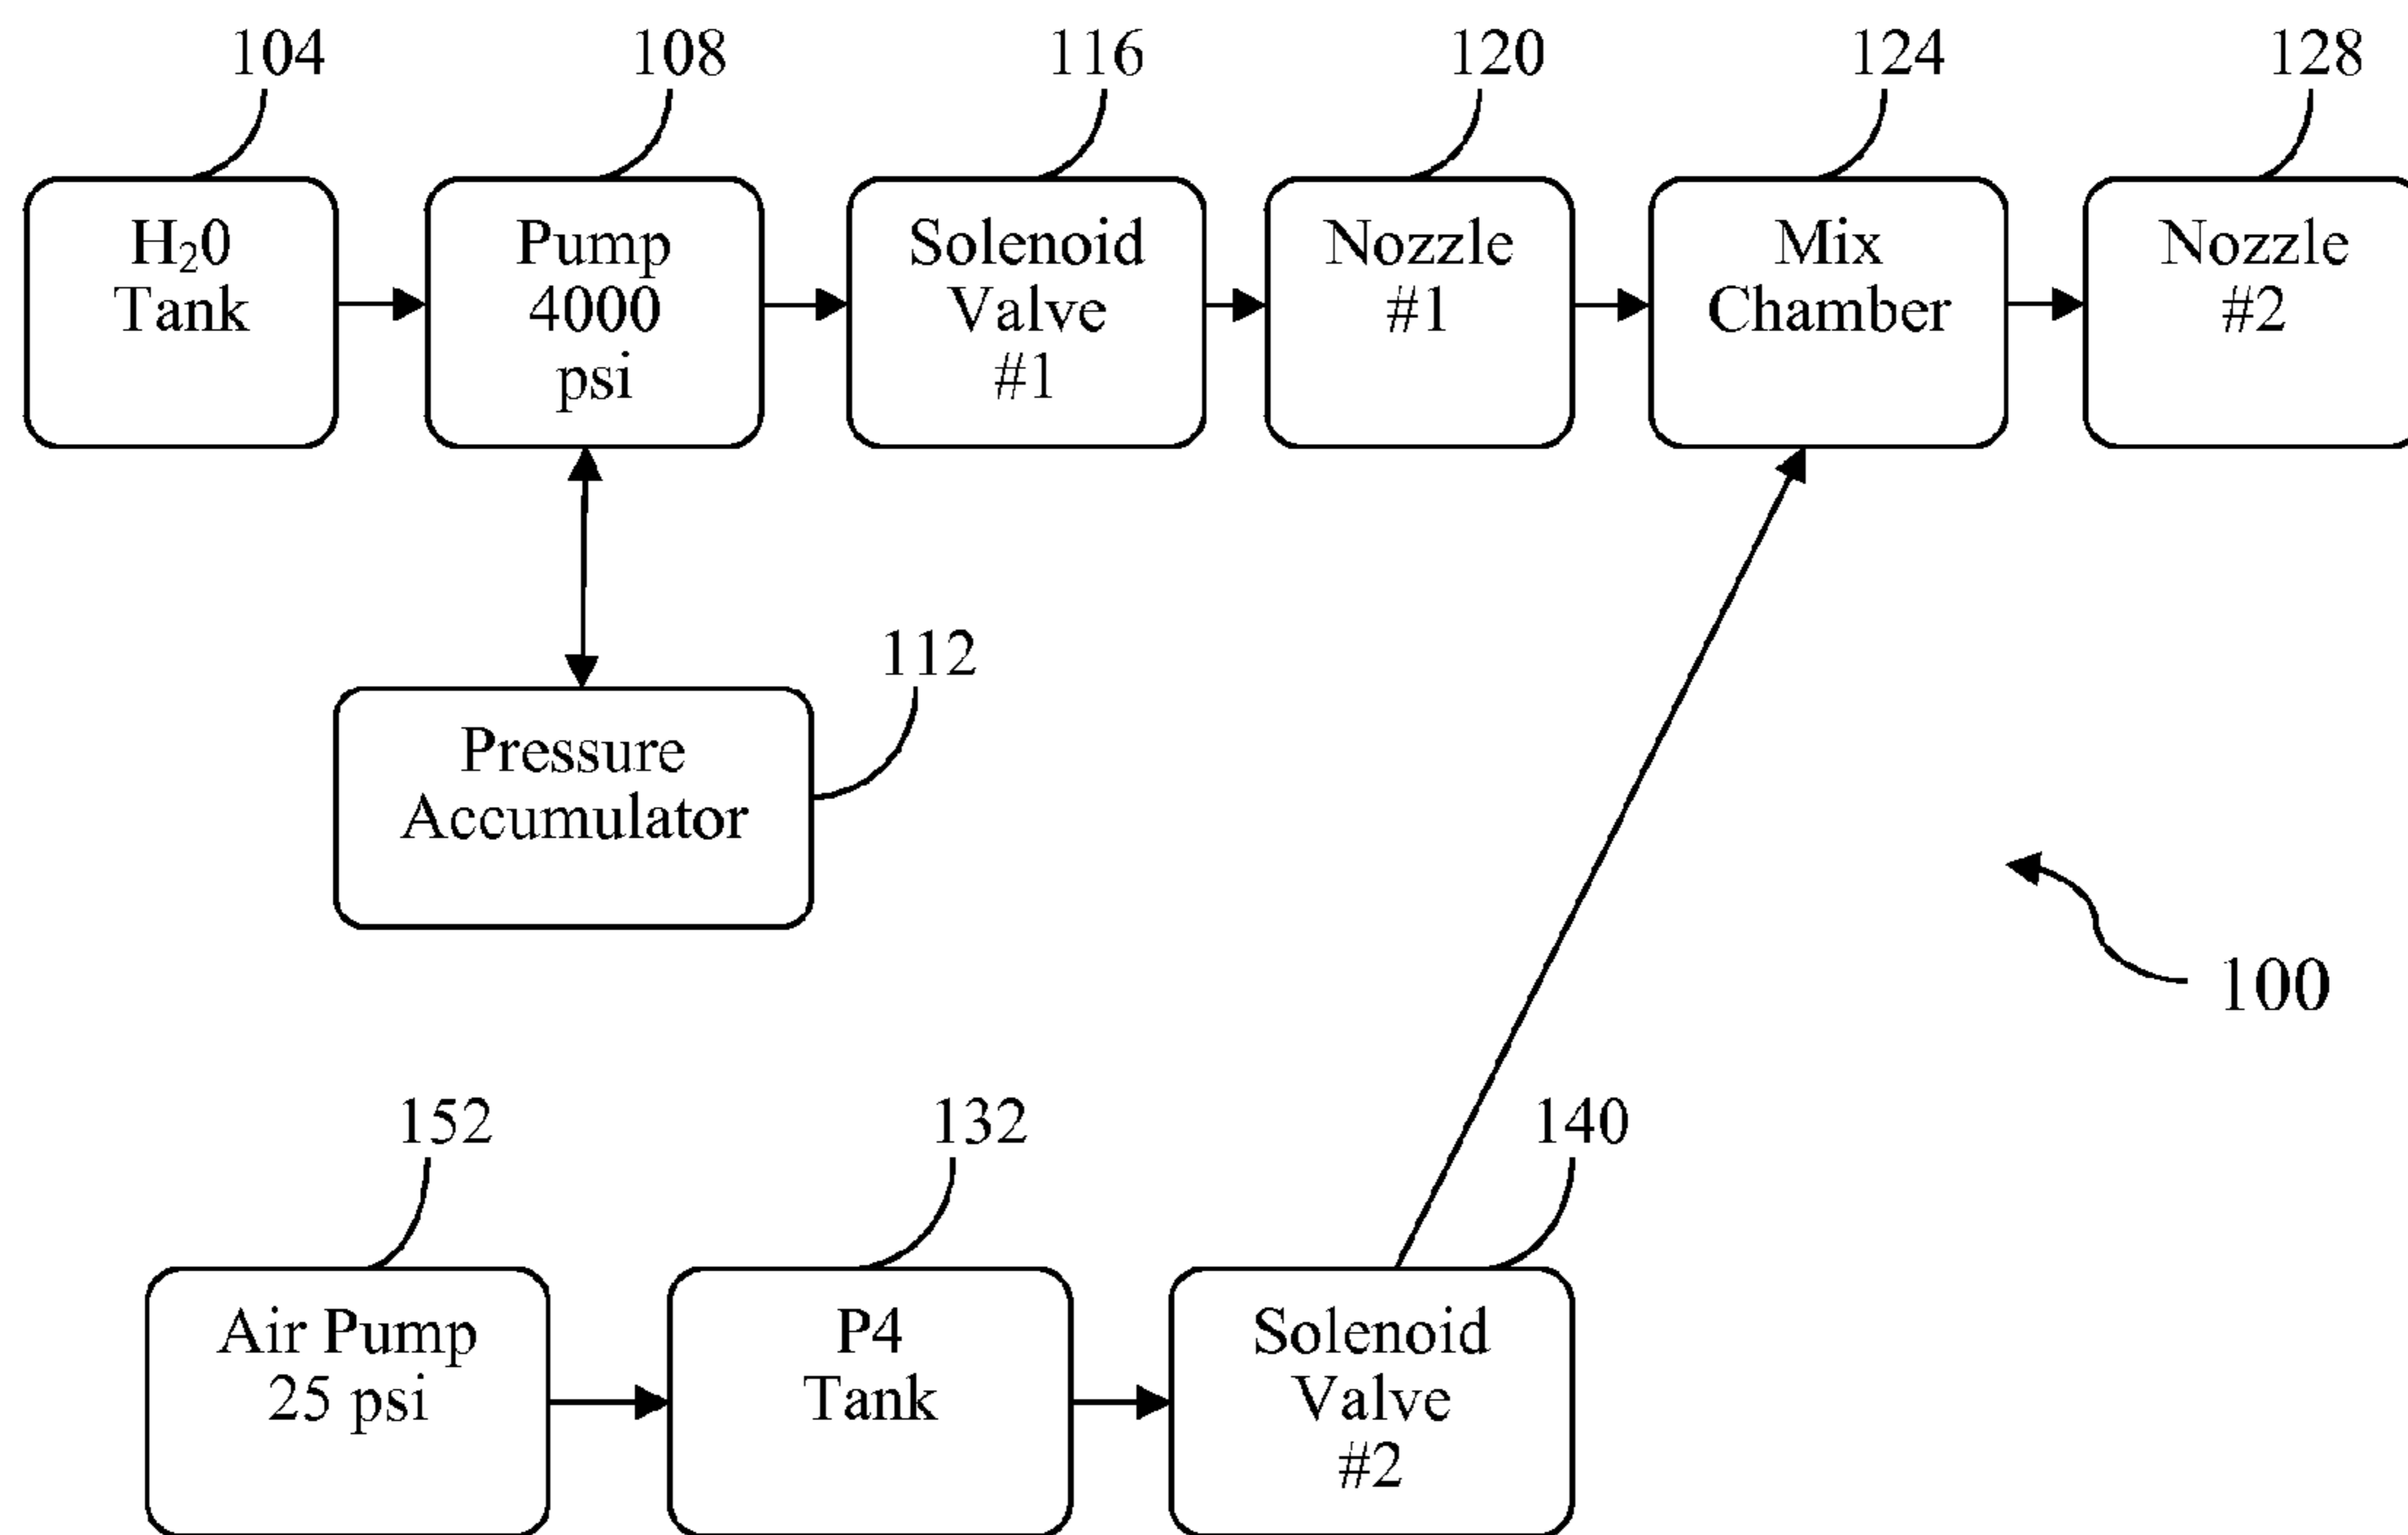 104
108
116
120
124
128
H₂0
Tank
Pump
4000
psi
Solenoid
Valve
#1
Nozzle
#1
Mix
Chamber
Nozzle
#2
112
Pressure
Accumulator
100
152
132
140
Air Pump
25 psi
P4
Tank
Solenoid
Valve
#2